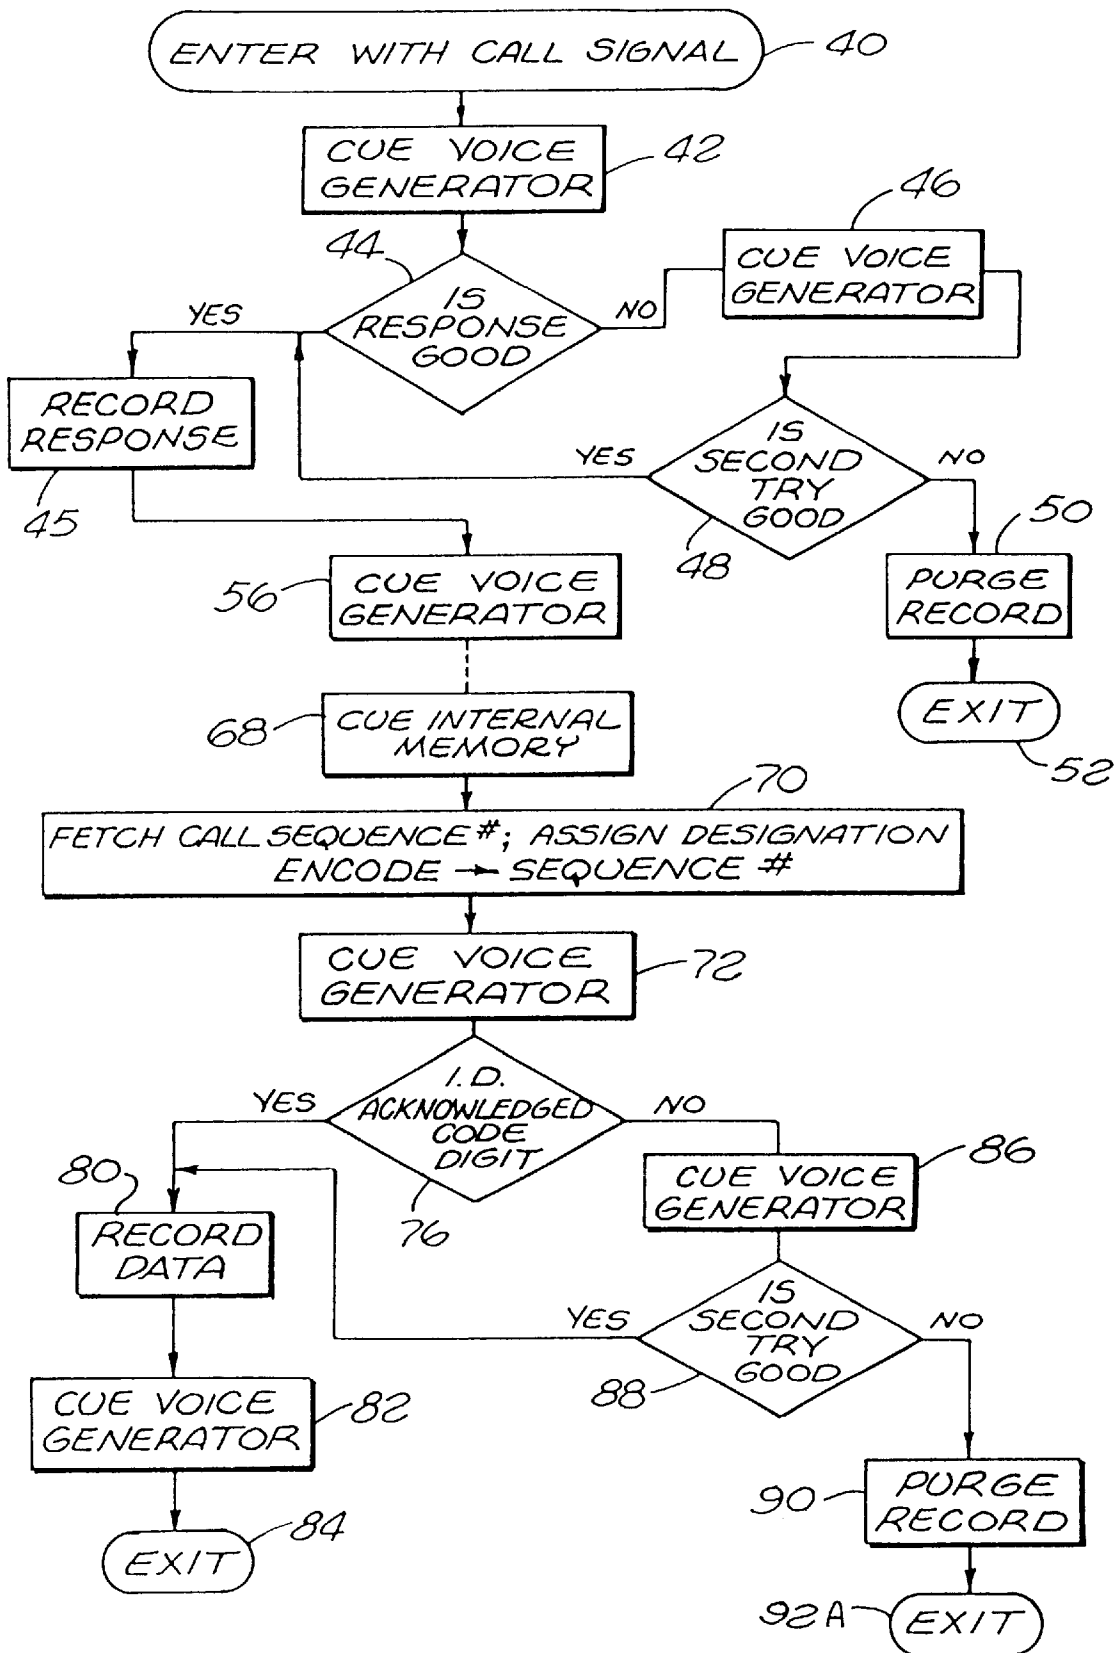 ENTER WITH CALL SIGNAL
40
CUE VOICE
GENERATOR
42
44
IS
RESPONSE
GOOD
YES
NO
46
CUE VOICE
GENERATOR
RECORD
RESPONSE
45
IS
SECOND
TRY
GOOD
YES
NO
48
50
PURGE
RECORD
EXIT
52
56
CUE VOICE
GENERATOR
68
CUE INTERNAL
MEMORY
70
FETCH CALL SEQUENCE #; ASSIGN DESIGNATION
ENCODE → SEQUENCE #
CUE VOICE
GENERATOR
72
I.D.
ACKNOWLEDGED
CODE
DIGIT
YES
NO
76
80
RECORD
DATA
CUE VOICE
GENERATOR
86
IS
SECOND
TRY
GOOD
YES
NO
88
CUE VOICE
GENERATOR
82
EXIT
84
90
PURGE
RECORD
92A
EXIT